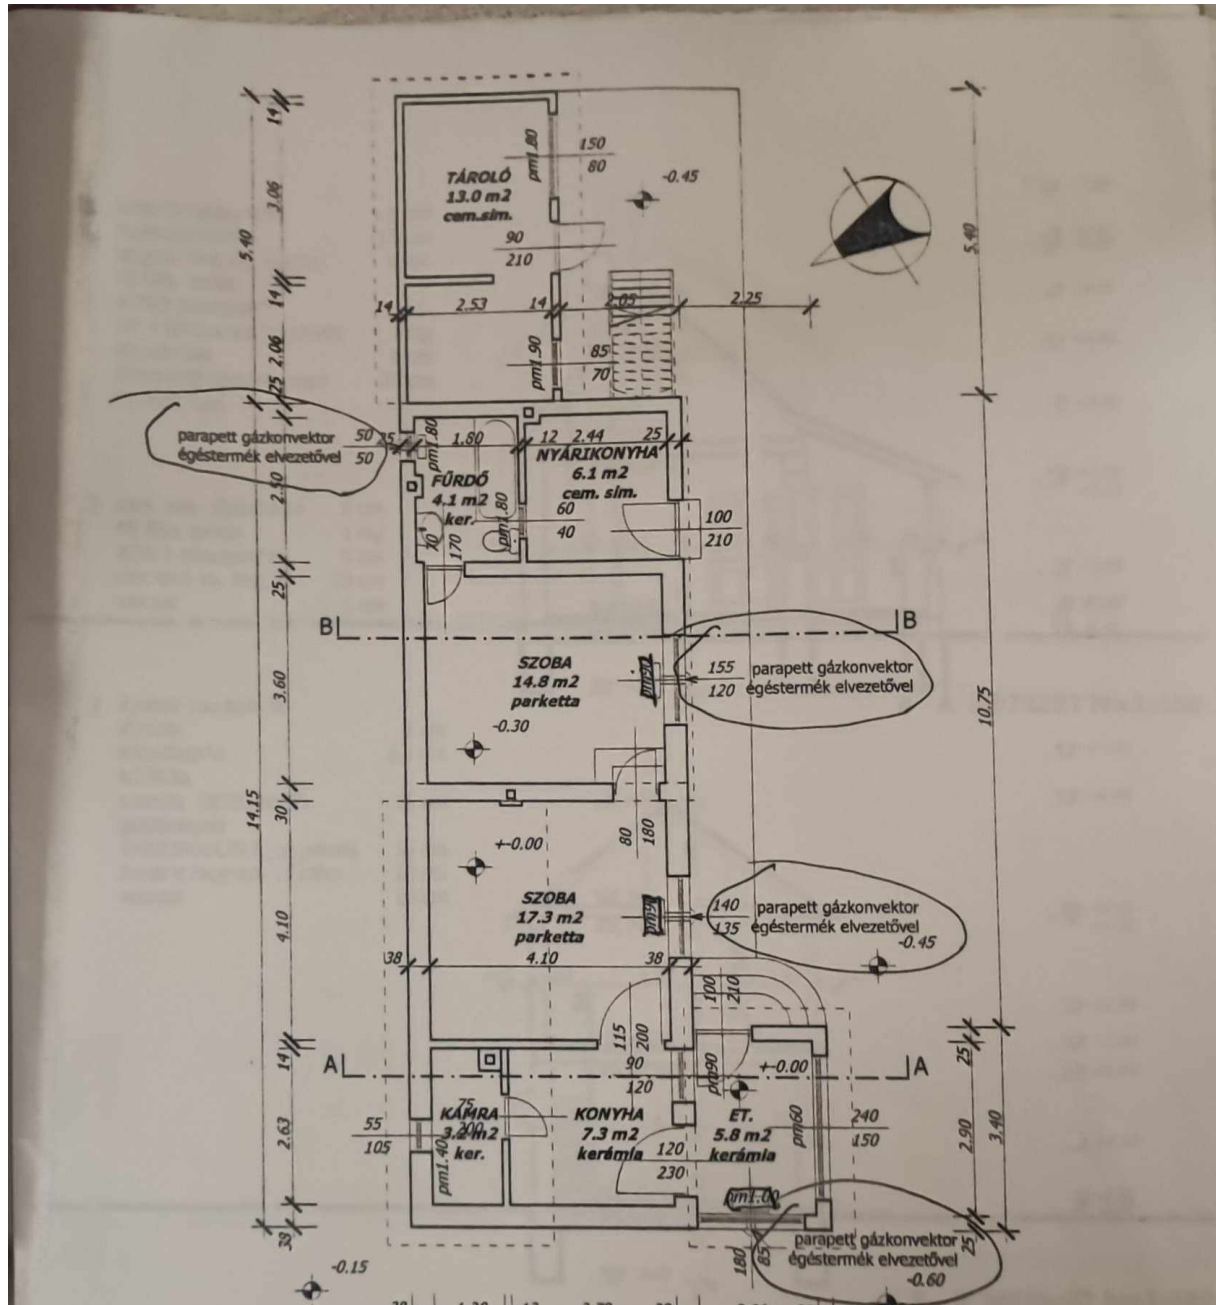 14
150
pm1.80
80
-0.45
TÁROLÓ
13.0 m2
cem.sim.
3.06
5.40
5.40
90
210
14
14
2.53
14
2.05
2.25
2.06
pm1.90
85
70
25
parapett gázkonvektor
égéstermék elvezetővel
50
50
25
pm1.80
1.80
12
2.44
25
NYÁRIKONYHA
6.1 m2
cem. sim.
2.50
FÜRDŐ
4.1 m2
ker.
pm1.80
60
40
100
210
70
170
25
B
B
SZOBA
14.8 m2
parketta
pm90
155
120
parapett gázkonvektor
égéstermék elvezetővel
3.60
-0.30
10.75
14.15
30
80
180
+-0.00
SZOBA
17.3 m2
parketta
pm90
140
135
parapett gázkonvektor
égéstermék elvezetővel
-0.45
4.10
38
4.10
38
100
210
115
200
14
A
90
120
pm90
+-0.00
A
25
KAMRA
3.2 m2
ker.
75
200
KONYHA
7.3 m2
kerámia
ET.
5.8 m2
kerámia
pm60
240
150
55
105
pm1.40
2.63
120
230
2.90
3.40
pm1.00
38
25
180
85
parapett gázkonvektor
égéstermék elvezetővel
-0.60
-0.15